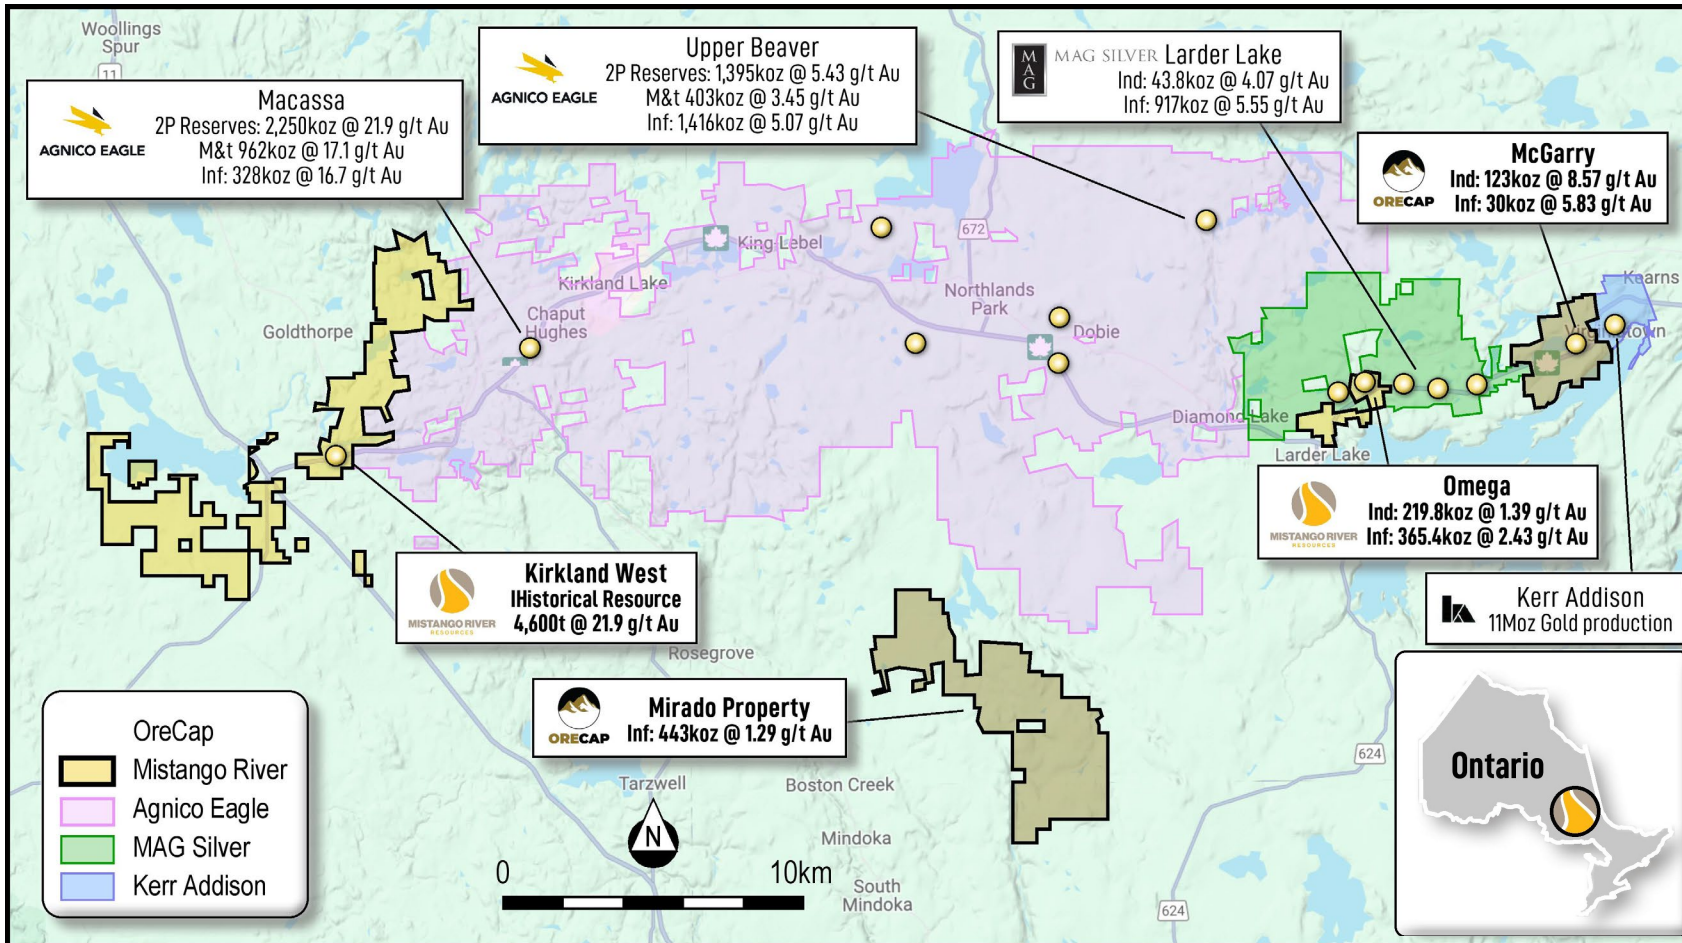 Woollings
Spur
11
AGNICO EAGLE
Macassa
2P Reserves: 2,250koz @ 21.9 g/t Au
M&t 962koz @ 17.1 g/t Au
Inf: 328koz @ 16.7 g/t Au
AGNICO EAGLE
Upper Beaver
2P Reserves: 1,395koz @ 5.43 g/t Au
M&t 403koz @ 3.45 g/t Au
Inf: 1,416koz @ 5.07 g/t Au
MAG
MAG SILVER Larder Lake
Ind: 43.8koz @ 4.07 g/t Au
Inf: 917koz @ 5.55 g/t Au
ORECAP
McGarry
Ind: 123koz @ 8.57 g/t Au
Inf: 30koz @ 5.83 g/t Au
672
King Lebel
Kirkland Lake
Kearns
Northlands
Park
Chaput
Hughes
Goldthorpe
Dobie
Virginiatown
Diamond Lake
Larder Lake
MISTANGO RIVER
RESOURCES
Omega
Ind: 219.8koz @ 1.39 g/t Au
Inf: 365.4koz @ 2.43 g/t Au
MISTANGO RIVER
RESOURCES
Kirkland West
IHistorical Resource
4,600t @ 21.9 g/t Au
Kerr Addison
11Moz Gold production
Rosegrove
ORECAP
Mirado Property
Inf: 443koz @ 1.29 g/t Au
OreCap
Mistango River
Agnico Eagle
MAG Silver
Kerr Addison
Tarzwell
Boston Creek
624
Ontario
N
Mindoka
0
10km
South
Mindoka
624